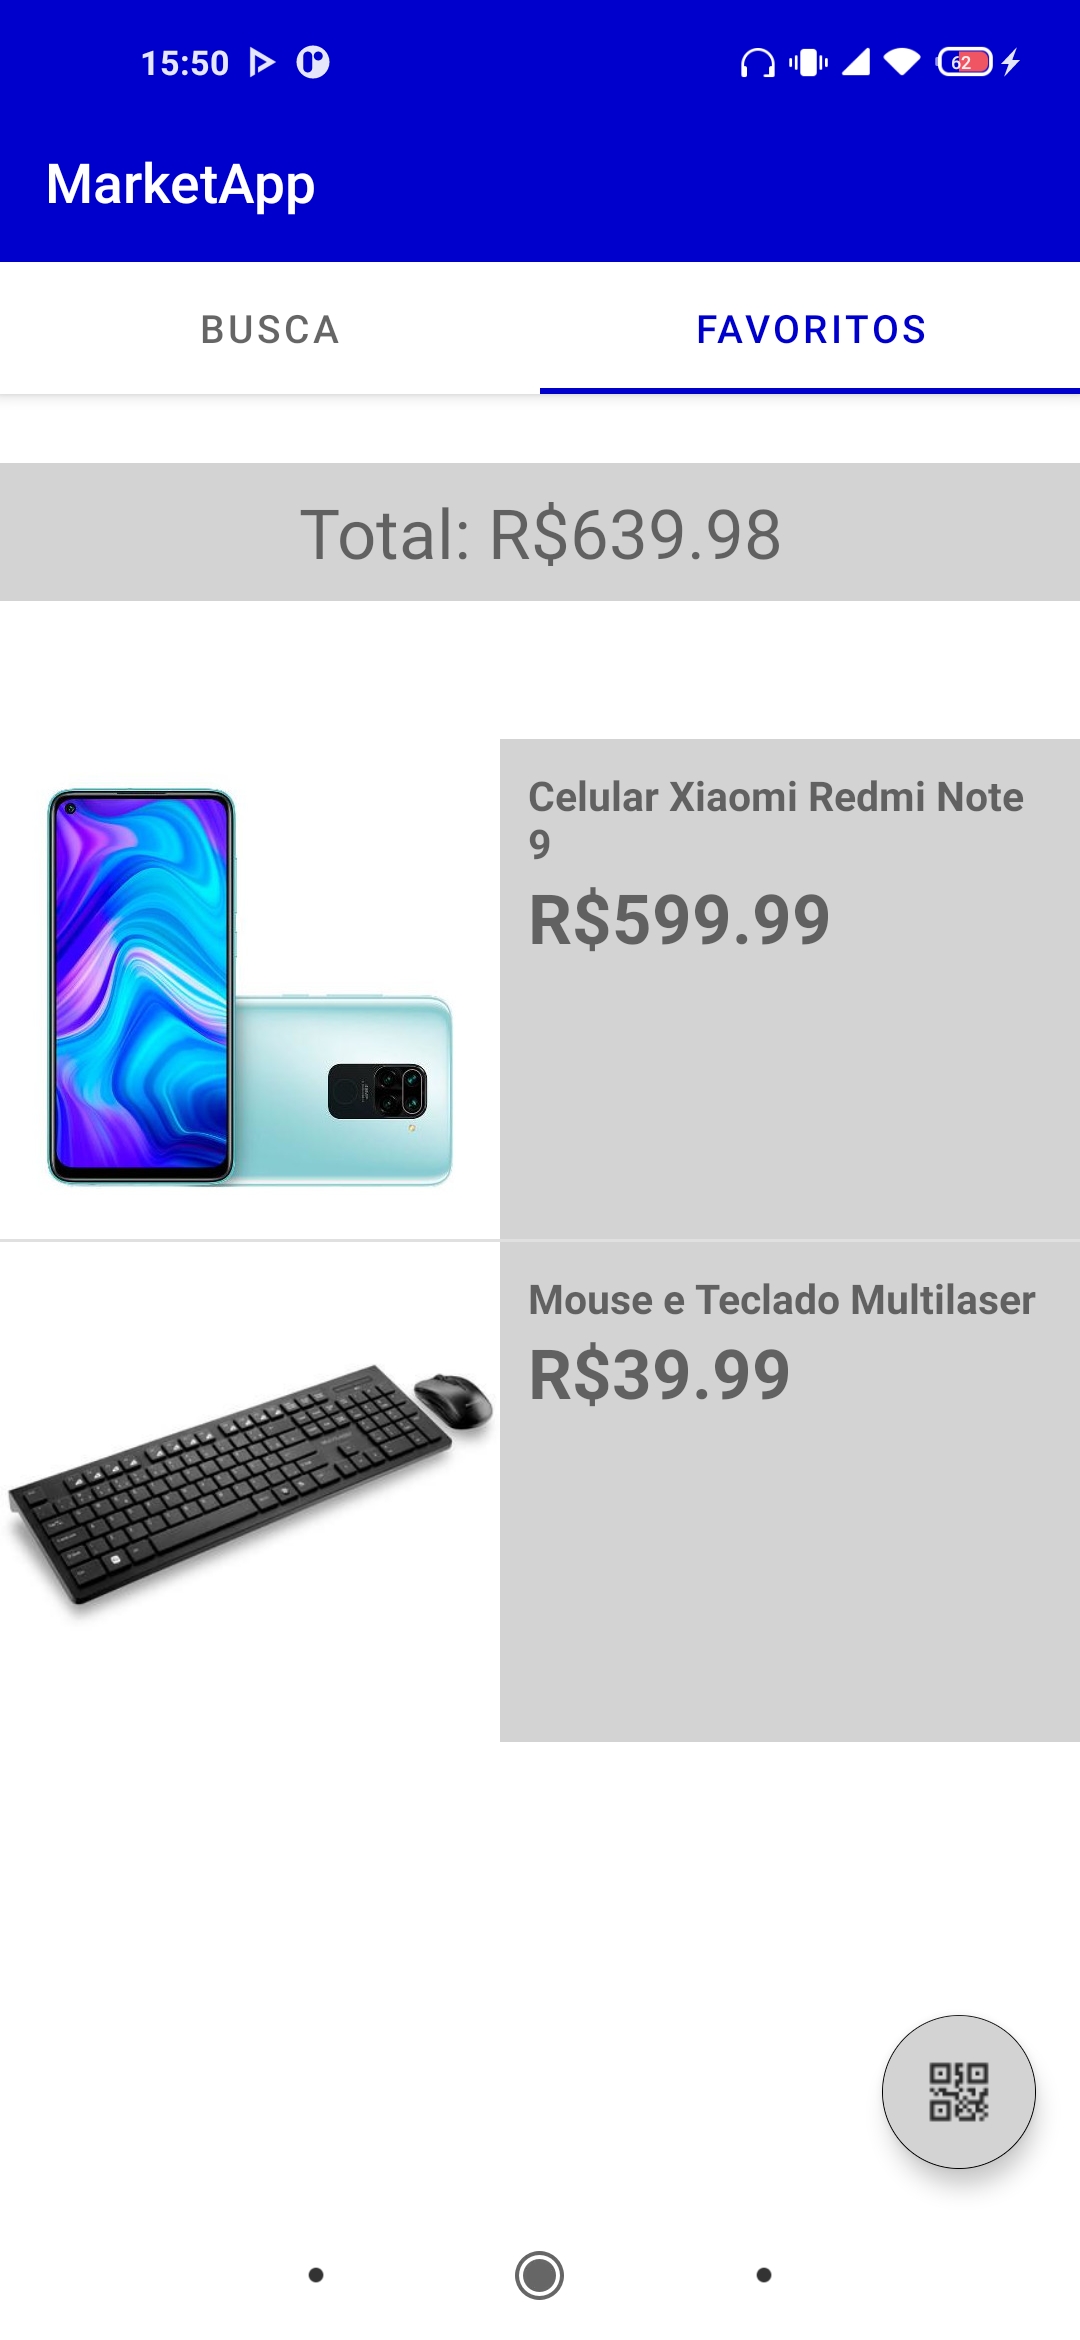 15:50
62
MarketApp
BUSCA
FAVORITOS
Total: R$639.98
Celular Xiaomi Redmi Note
9
R$599.99
Mouse e Teclado Multilaser
R$39.99